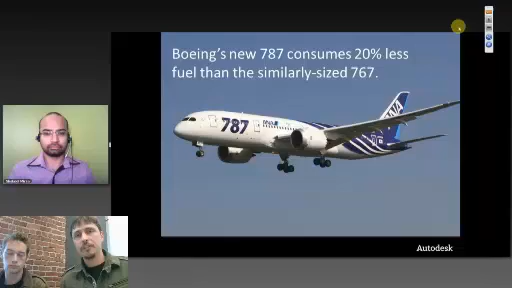 Boeing's new 787 consumes 20% less
fuel than the similarly-sized 767.
787
ANA
Autodesk